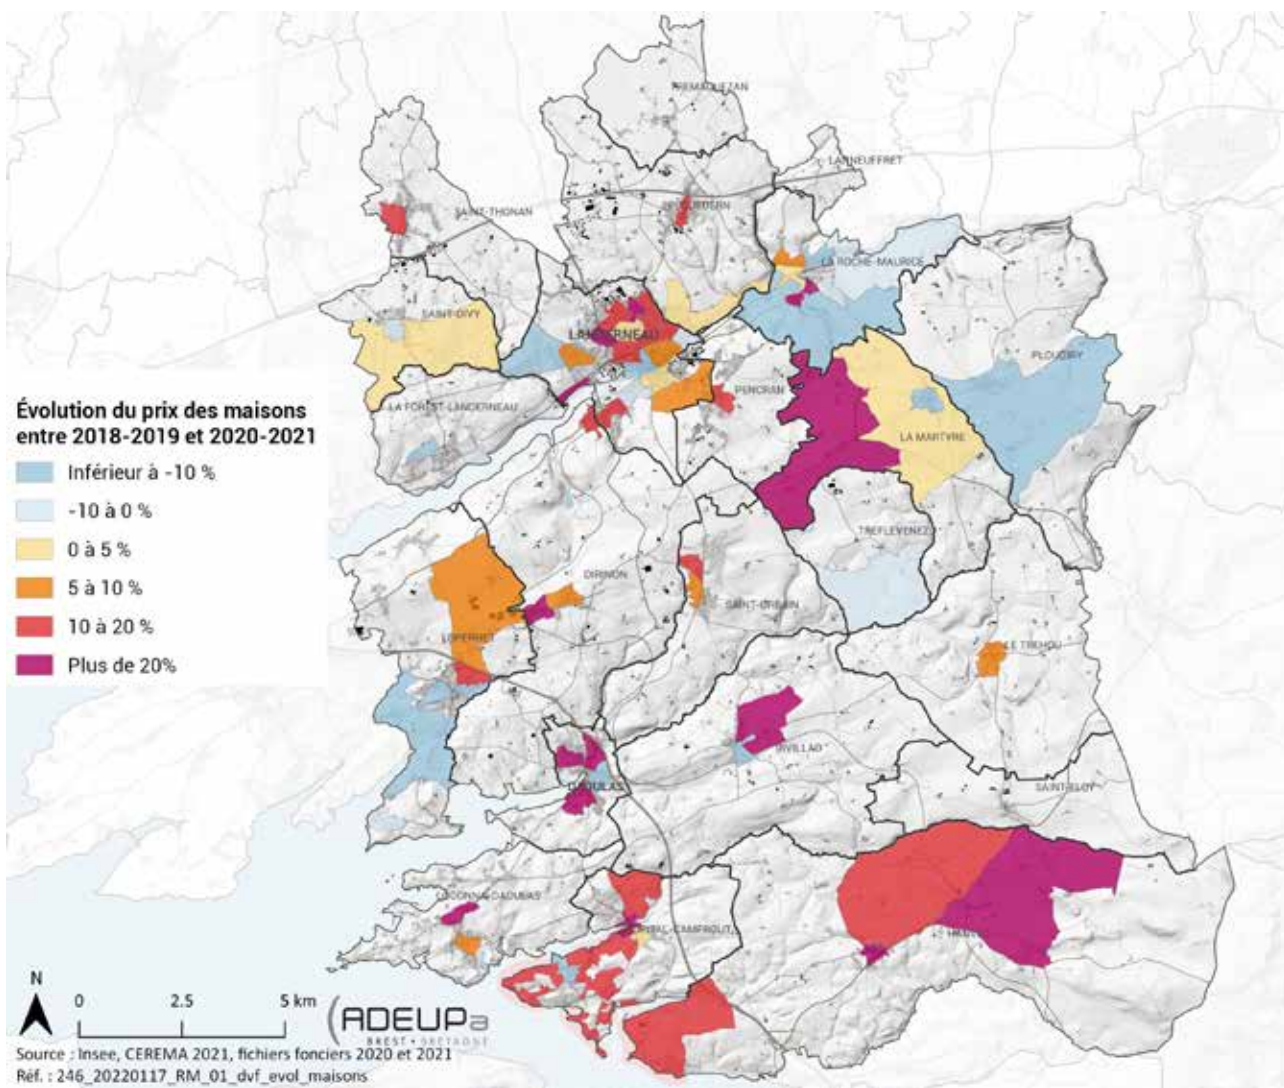 TREMAOUEZAN
LANNEUFFRET
SAINT-THONAN
PLOUEDERN
LA ROCHE-MAURICE
SAINT-DIVY
LANDERNEAU
PLOUDIRY
PENCRAN
LA FOREST-LANDERNEAU
LA MARTYRE
Évolution du prix des maisons
entre 2018-2019 et 2020-2021
Inférieur à -10 %
-10 à 0 %
0 à 5 %
5 à 10 %
10 à 20 %
Plus de 20%
TREFLEVENEZ
DIRINON
SAINT-URBAIN
LOPERHET
LE TREHOU
IRVILLAC
SAINT-ELOY
DAOULAS
LOGONNA-DAOULAS
HOPITAL-CAMFROUT
N
0 2.5 5 km
ADEUPa
BREST • BRETAGNE
Source : Insee, CEREMA 2021, fichiers fonciers 2020 et 2021
Réf. : 246_20220117_RM_01_dvf_evol_maisons